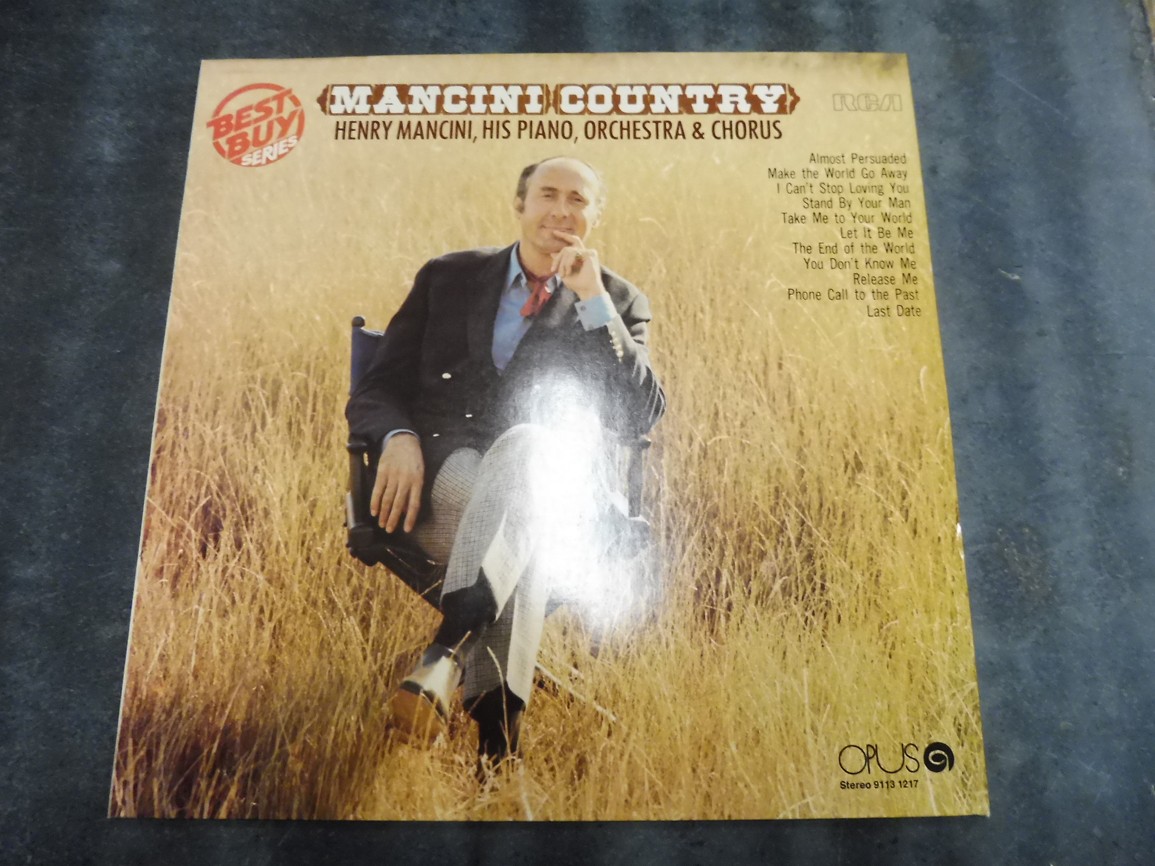 BEST
BUY
SERIES
MANCINI COUNTRY
HENRY MANCINI, HIS PIANO, ORCHESTRA & CHORUS
RCA
Almost Persuaded
Make the World Go Away
I Can't Stop Loving You
Stand By Your Man
Take Me to Your World
Let It Be Me
The End of the World
You Don't Know Me
Release Me
Phone Call to the Past
Last Date
OPUS
Stereo 9113 1217